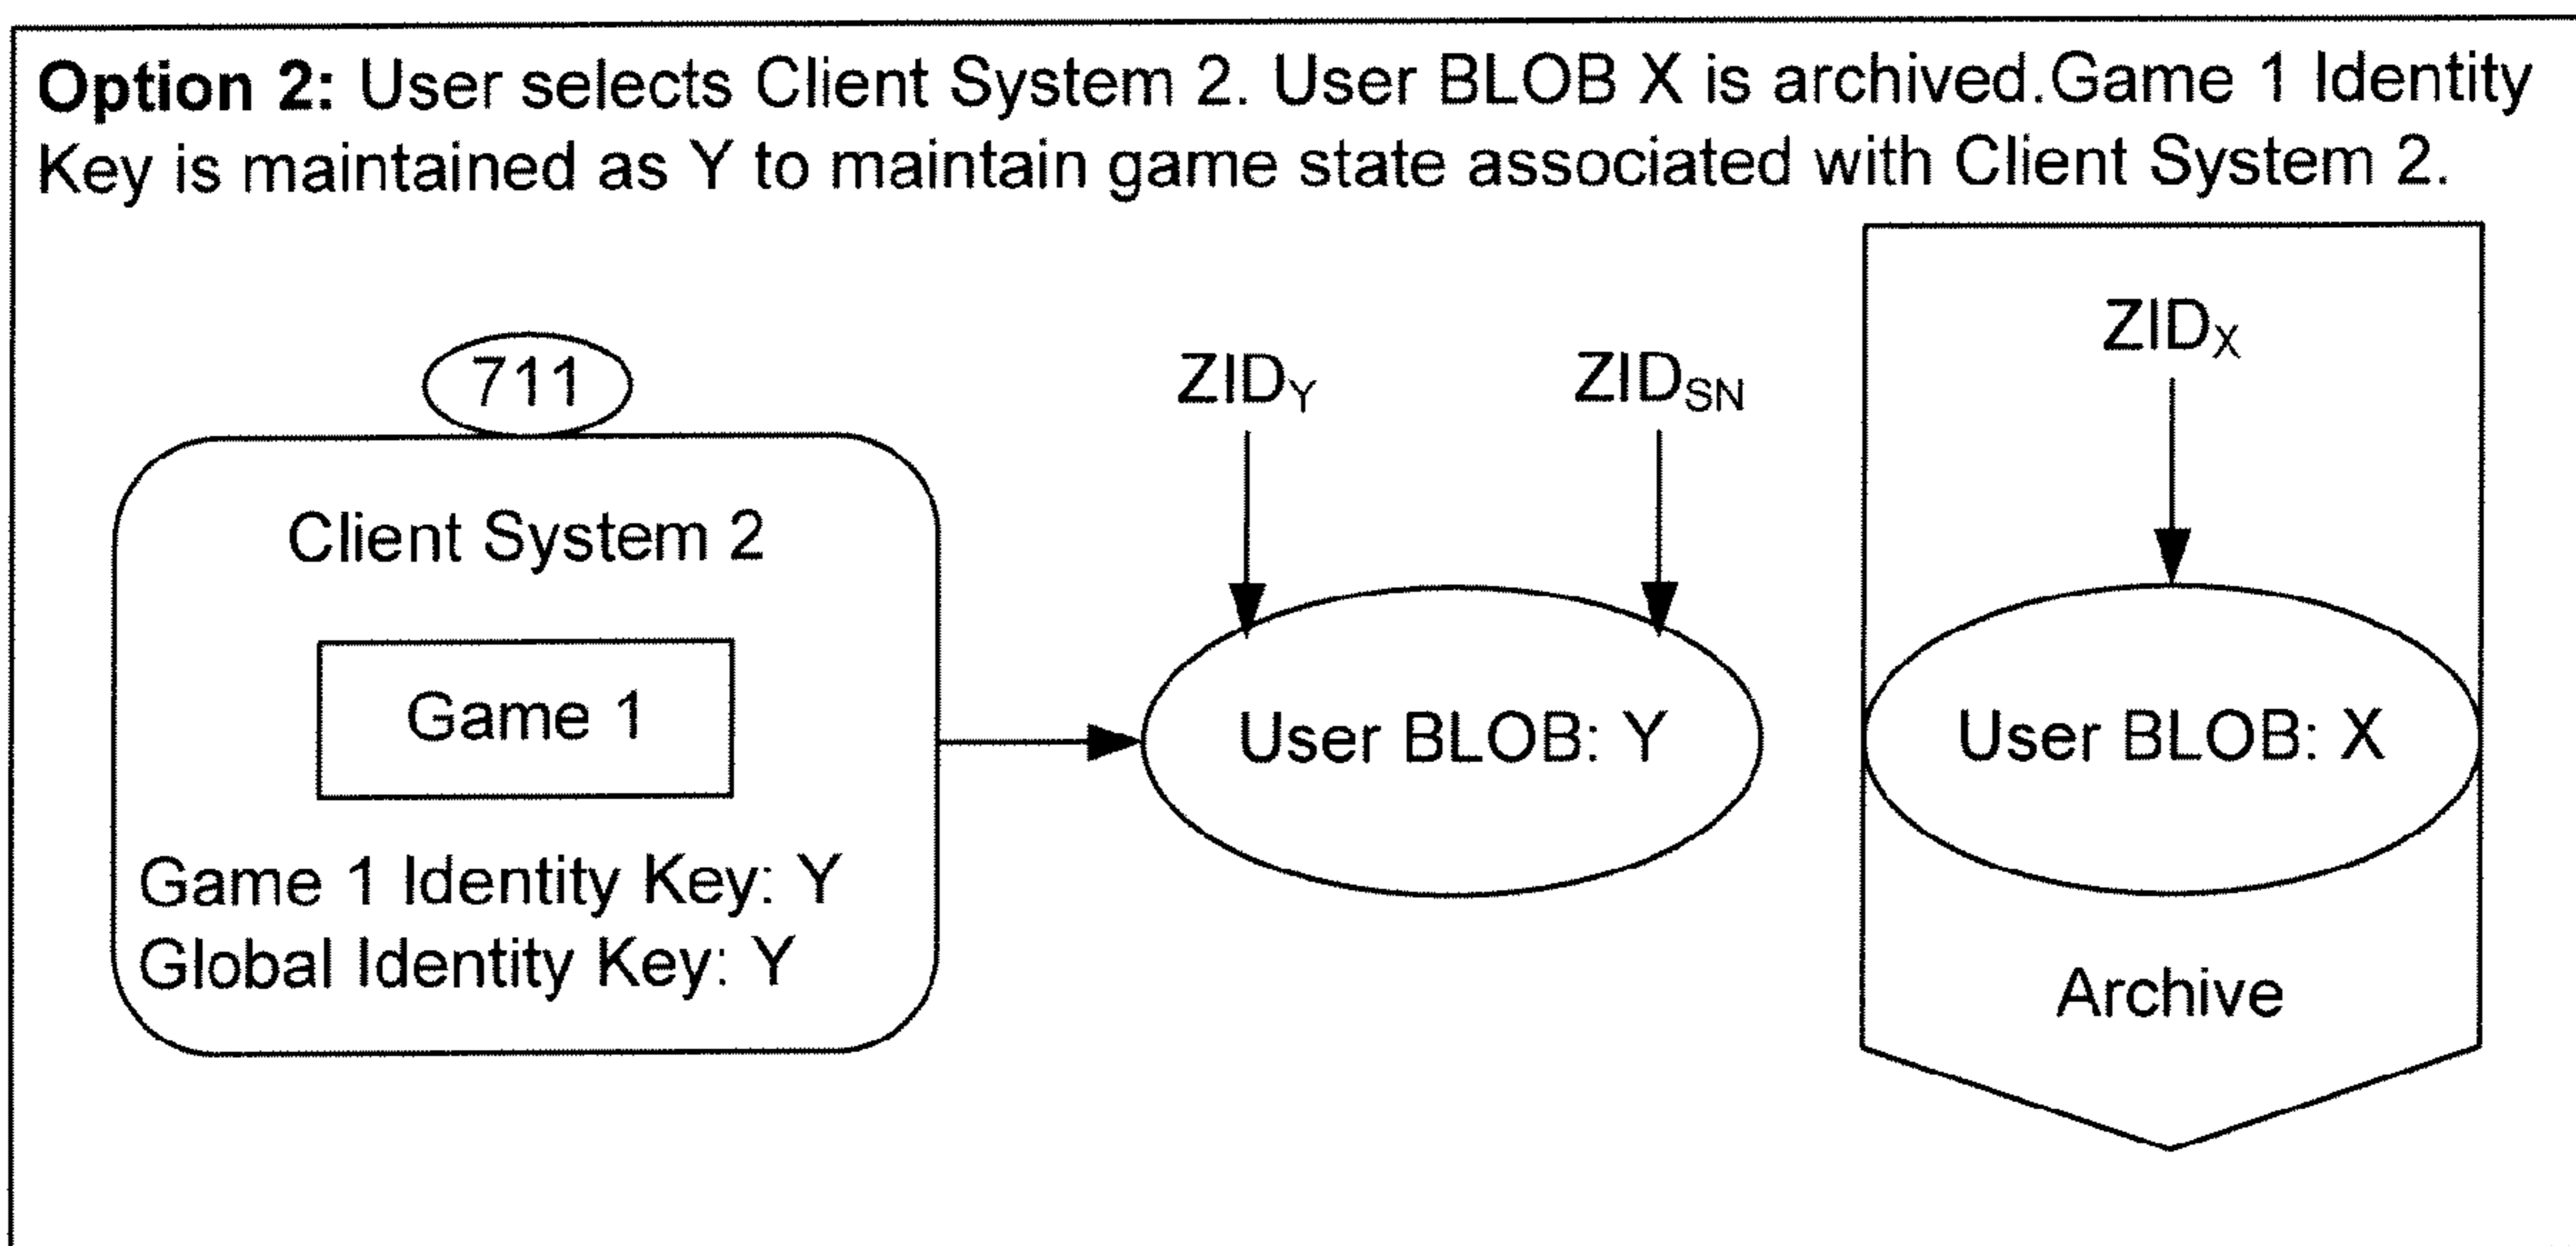 Option 2: User selects Client System 2. User BLOB X is archived.Game 1 Identity
Key is maintained as Y to maintain game state associated with Client System 2.
711
Client System 2
Game 1
Game 1 Identity Key: Y
Global Identity Key: Y
ZIDY
ZIDSN
User BLOB: Y
ZIDX
User BLOB: X
Archive